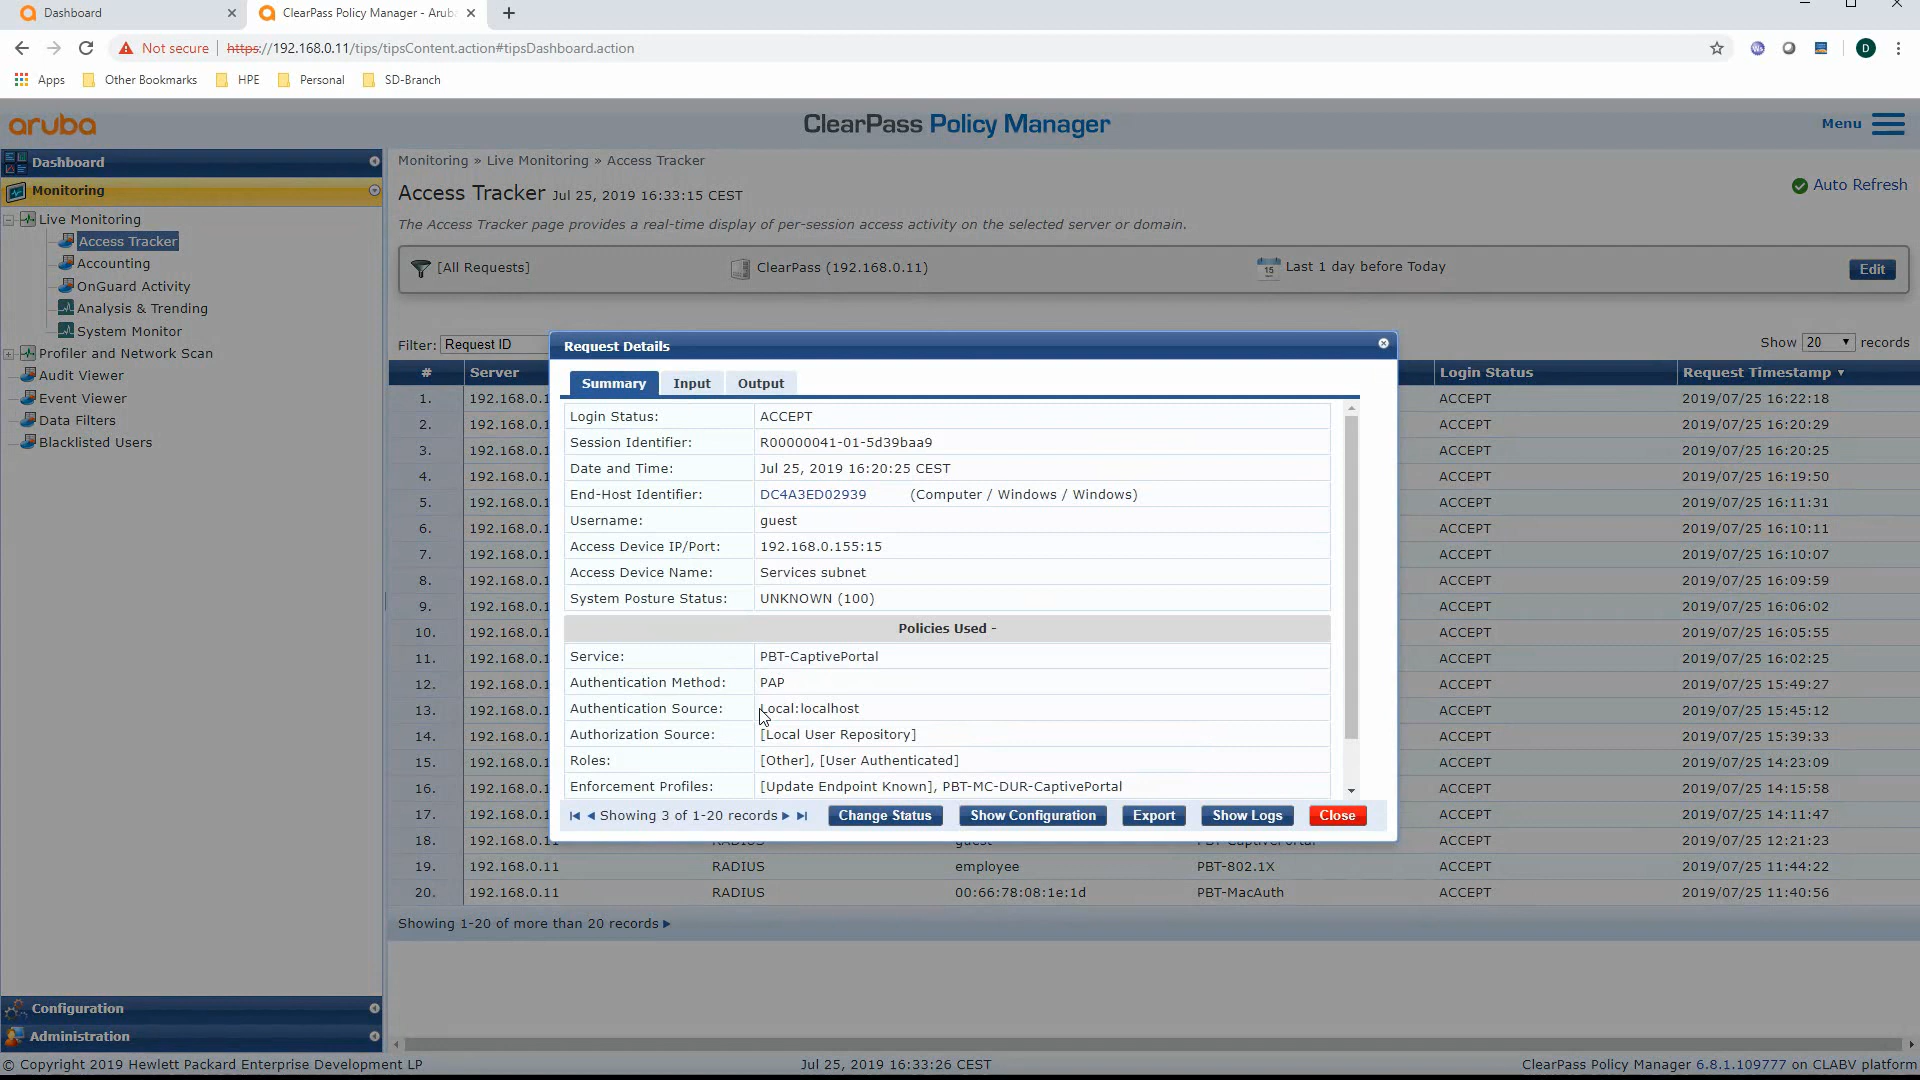 Dashboard
ClearPass Policy Manager - Aruba
Not secure
https://192.168.0.11/tips/tipsContent.action#tipsDashboard.action
D
Apps
Other Bookmarks
HPE
Personal
SD-Branch
aruba
ClearPass Policy Manager
Menu
Dashboard
Monitoring
Live Monitoring
Access Tracker
Accounting
OnGuard Activity
Analysis & Trending
System Monitor
Profiler and Network Scan
Audit Viewer
Event Viewer
Data Filters
Blacklisted Users
Configuration
Administration
Monitoring » Live Monitoring » Access Tracker
Access Tracker Jul 25, 2019 16:33:15 CEST
Auto Refresh
The Access Tracker page provides a real-time display of per-session access activity on the selected server or domain.
[All Requests]
ClearPass (192.168.0.11)
15
Last 1 day before Today
Edit
Filter: Request ID
Show 20 records
# Server Login Status Request Timestamp
1. 192.168.0.1 ACCEPT 2019/07/25 16:22:18
2. 192.168.0.1 ACCEPT 2019/07/25 16:20:29
3. 192.168.0.1 ACCEPT 2019/07/25 16:20:25
4. 192.168.0.1 ACCEPT 2019/07/25 16:19:50
5. 192.168.0.1 ACCEPT 2019/07/25 16:11:31
6. 192.168.0.1 ACCEPT 2019/07/25 16:10:11
7. 192.168.0.1 ACCEPT 2019/07/25 16:10:07
8. 192.168.0.1 ACCEPT 2019/07/25 16:09:59
9. 192.168.0.1 ACCEPT 2019/07/25 16:06:02
10. 192.168.0.1 ACCEPT 2019/07/25 16:05:55
11. 192.168.0.1 ACCEPT 2019/07/25 16:02:25
12. 192.168.0.1 ACCEPT 2019/07/25 15:49:27
13. 192.168.0.1 ACCEPT 2019/07/25 15:45:12
14. 192.168.0.1 ACCEPT 2019/07/25 15:39:33
15. 192.168.0.1 ACCEPT 2019/07/25 14:23:09
16. 192.168.0.1 ACCEPT 2019/07/25 14:15:58
17. 192.168.0.1 ACCEPT 2019/07/25 14:11:47
18. 192.168.0.11 RADIUS guest PBT-CaptivePortal ACCEPT 2019/07/25 12:21:23
19. 192.168.0.11 RADIUS employee PBT-802.1X ACCEPT 2019/07/25 11:44:22
20. 192.168.0.11 RADIUS 00:66:78:08:1e:1d PBT-MacAuth ACCEPT 2019/07/25 11:40:56
Showing 1-20 of more than 20 records
Request Details
Summary
Input
Output
Login Status: ACCEPT
Session Identifier: R00000041-01-5d39baa9
Date and Time: Jul 25, 2019 16:20:25 CEST
End-Host Identifier: DC4A3ED02939 (Computer / Windows / Windows)
Username: guest
Access Device IP/Port: 192.168.0.155:15
Access Device Name: Services subnet
System Posture Status: UNKNOWN (100)
Policies Used -
Service: PBT-CaptivePortal
Authentication Method: PAP
Authentication Source: Local:localhost
Authorization Source: [Local User Repository]
Roles: [Other], [User Authenticated]
Enforcement Profiles: [Update Endpoint Known], PBT-MC-DUR-CaptivePortal
Showing 3 of 1-20 records
Change Status
Show Configuration
Export
Show Logs
Close
© Copyright 2019 Hewlett Packard Enterprise Development LP
Jul 25, 2019 16:33:26 CEST
ClearPass Policy Manager 6.8.1.109777 on CLABV platform